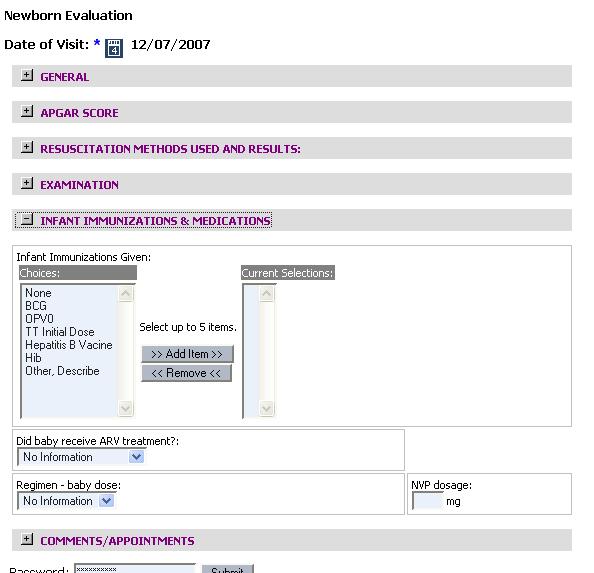 Newborn Evaluation
Date of Visit: * 12/07/2007
GENERAL
APGAR SCORE
RESUSCITATION METHODS USED AND RESULTS:
EXAMINATION
INFANT IMMUNIZATIONS & MEDICATIONS
Infant Immunizations Given:
Choices: Current Selections:
None
BCG
OPV0
TT Initial Dose
Hepatitis B Vacine
Hib
Other, Describe
Select up to 5 items.
>> Add Item >>
<< Remove <<
Did baby receive ARV treatment?:
No Information
Regimen - baby dose: NVP dosage:
No Information mg
COMMENTS/APPOINTMENTS
Password: xxxxxxxxxx Submit